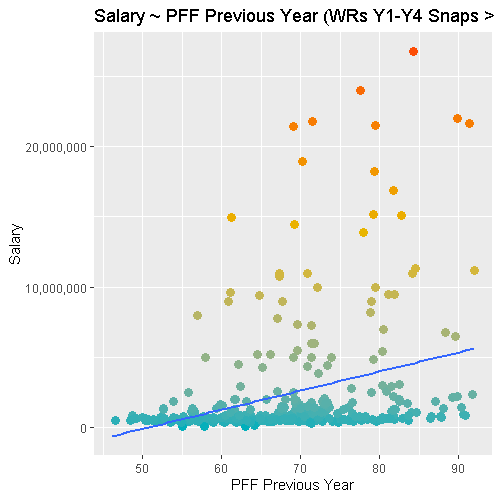 Salary ~ PFF Previous Year (WRs Y1-Y4 Snaps >
20,000,000
10,000,000
0
Salary
50
60
70
80
90
PFF Previous Year